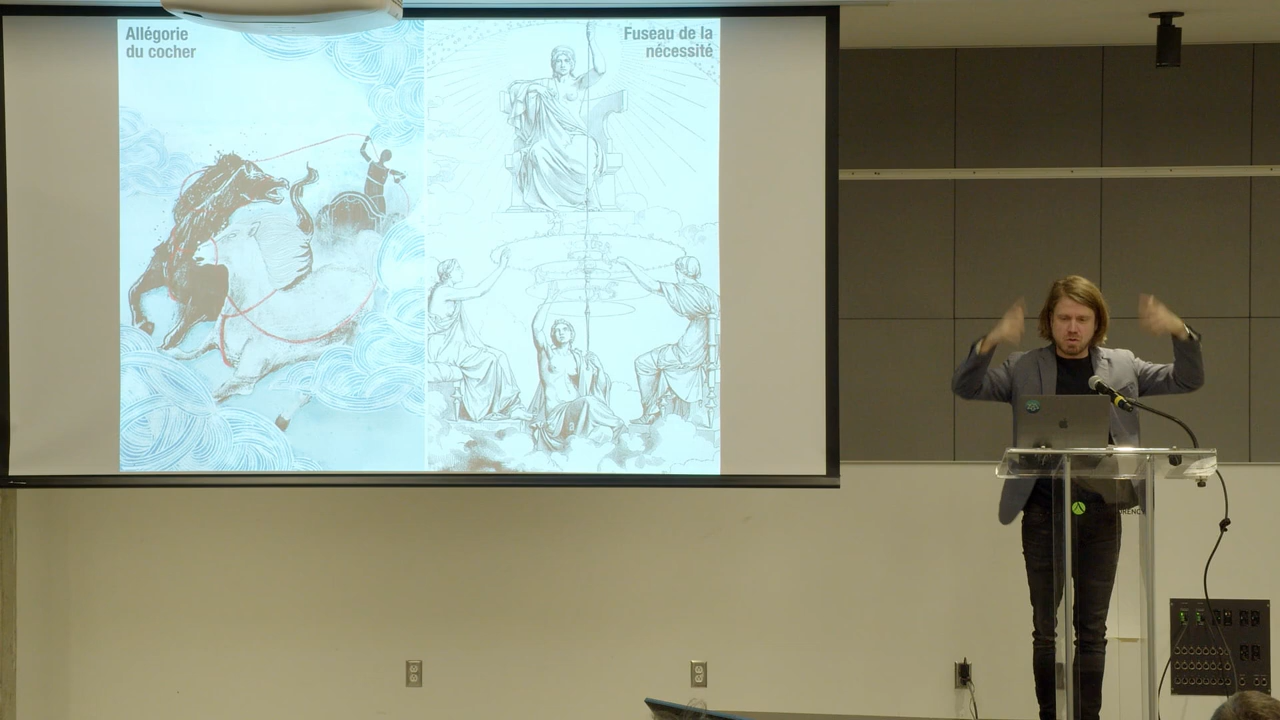 Allégorie
du cocher
Fuseau de la
nécessité